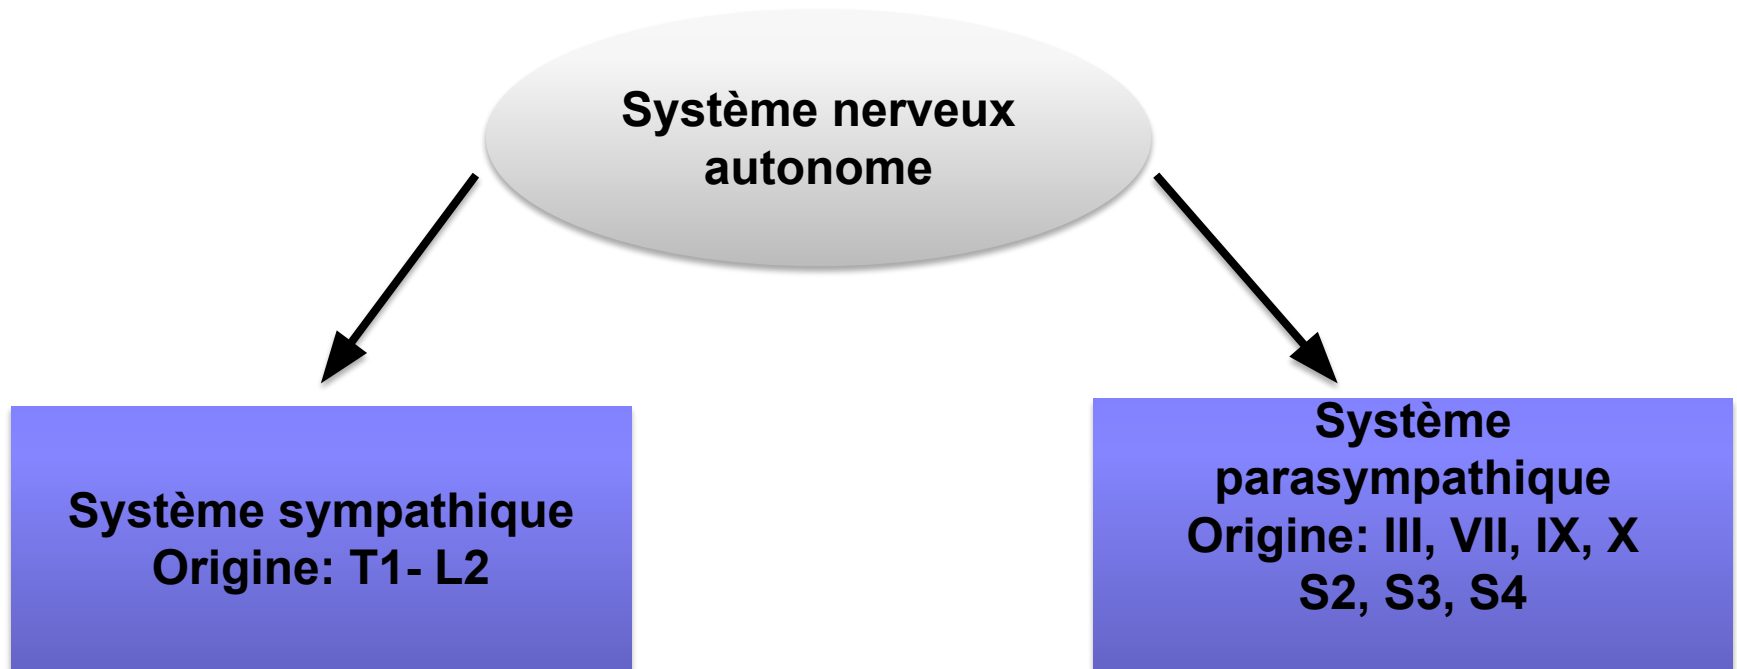 Système nerveux
autonome
Système sympathique
Origine: T1- L2
Système
parasympathique
Origine: III, VII, IX, X
S2, S3, S4